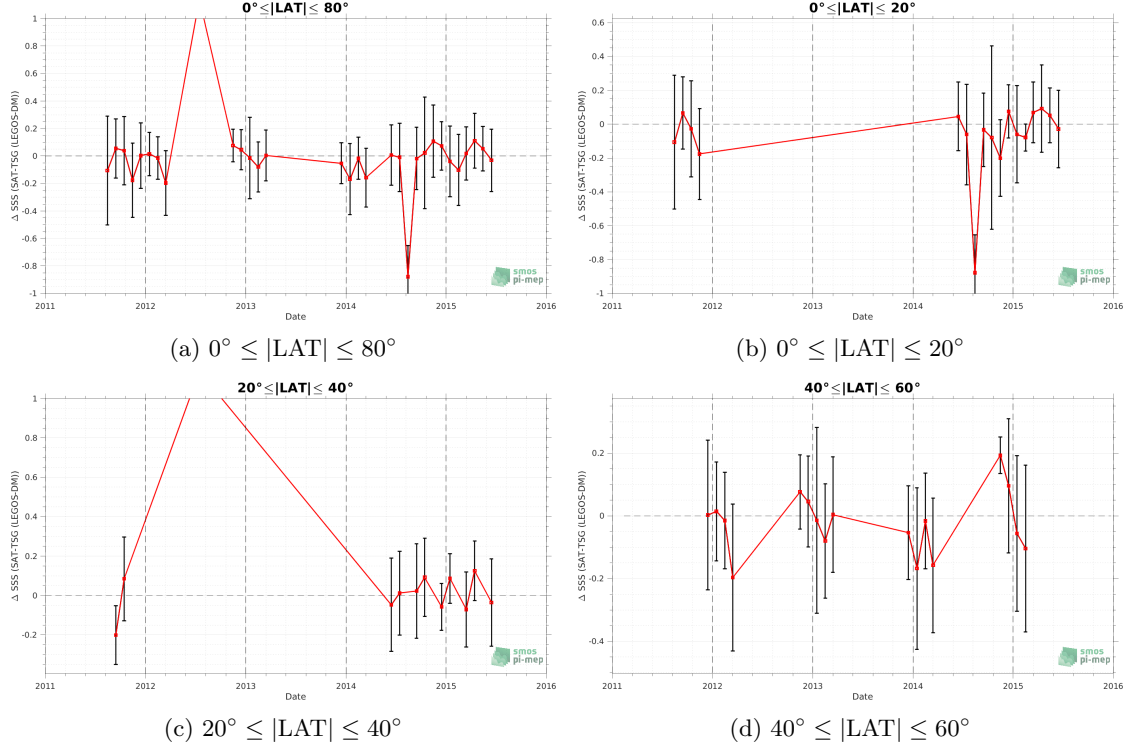 0°≤|LAT|≤ 80°
Δ SSS (SAT-TSG (LEGOS-DM))
1
0.8
0.6
0.4
0.2
0
-0.2
-0.4
-0.6
-0.8
-1
2011 2012 2013 2014 2015 2016
Date
smos
pi-mep
(a) 0° ≤ |LAT| ≤ 80°
0°≤|LAT|≤ 20°
Δ SSS (SAT-TSG (LEGOS-DM))
0.6
0.4
0.2
0
-0.2
-0.4
-0.6
-0.8
-1
2011 2012 2013 2014 2015 2016
Date
smos
pi-mep
(b) 0° ≤ |LAT| ≤ 20°
20°≤|LAT|≤ 40°
Δ SSS (SAT-TSG (LEGOS-DM))
1
0.8
0.6
0.4
0.2
0
-0.2
2011 2012 2013 2014 2015 2016
Date
smos
pi-mep
(c) 20° ≤ |LAT| ≤ 40°
40°≤|LAT|≤ 60°
Δ SSS (SAT-TSG (LEGOS-DM))
0.2
0
-0.2
-0.4
2011 2012 2013 2014 2015 2016
Date
smos
pi-mep
(d) 40° ≤ |LAT| ≤ 60°